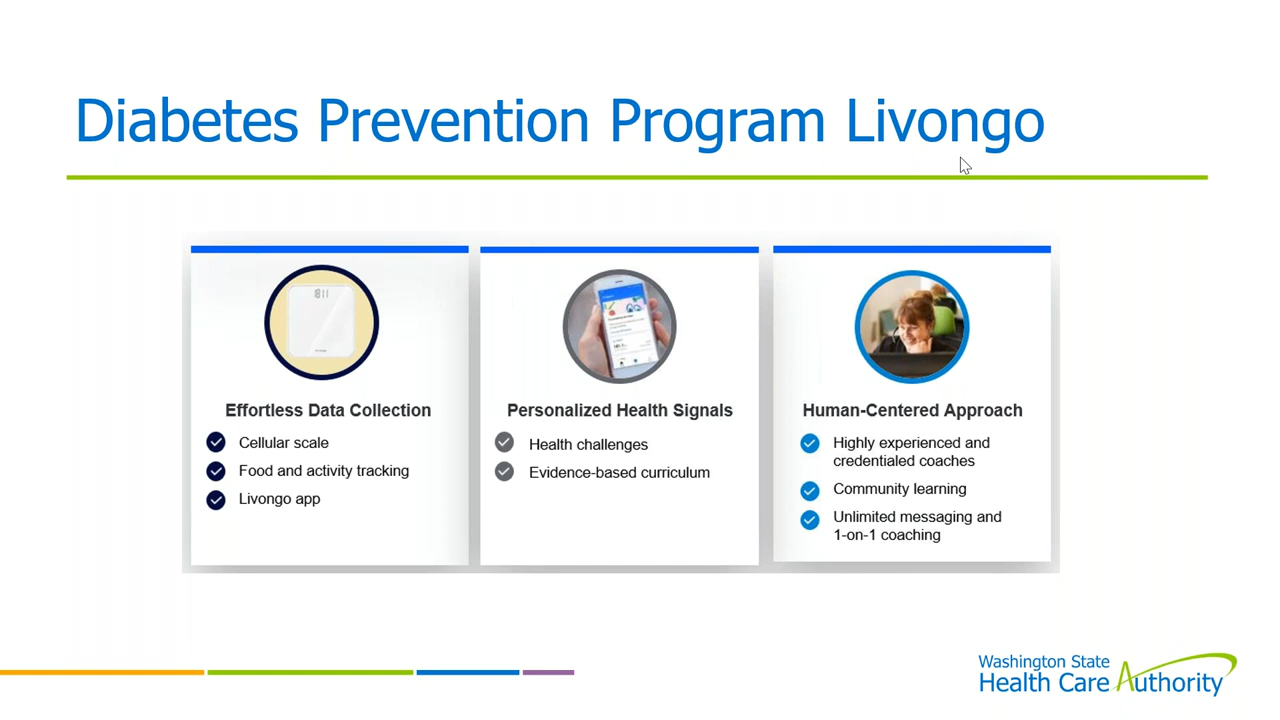 Diabetes Prevention Program Livongo
Effortless Data Collection
Cellular scale
Food and activity tracking
Livongo app
Personalized Health Signals
Health challenges
Evidence-based curriculum
Human-Centered Approach
Highly experienced and
credentialed coaches
Community learning
Unlimited messaging and
1-on-1 coaching
Washington State
Health Care Authority